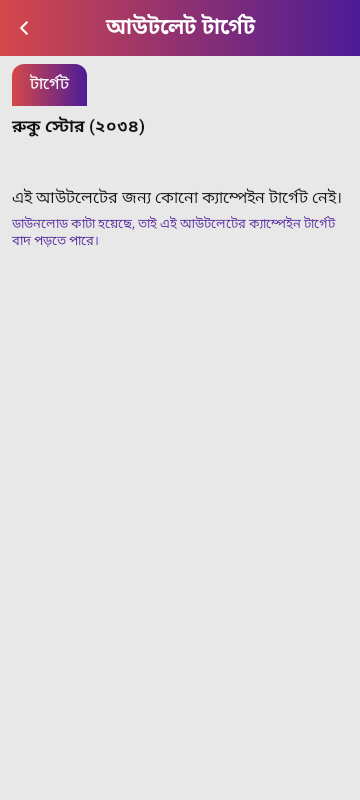 আউটলেট টার্গেট
টার্গেট
রুকু স্টোর (২০৩৪)
এই আউটলেটের জন্য কোনো ক্যাম্পেইন টার্গেট নেই।
ডাউনলোড কাটা হয়েছে, তাই এই আউটলেটের ক্যাম্পেইন টার্গেট
বাদ পড়তে পারে।